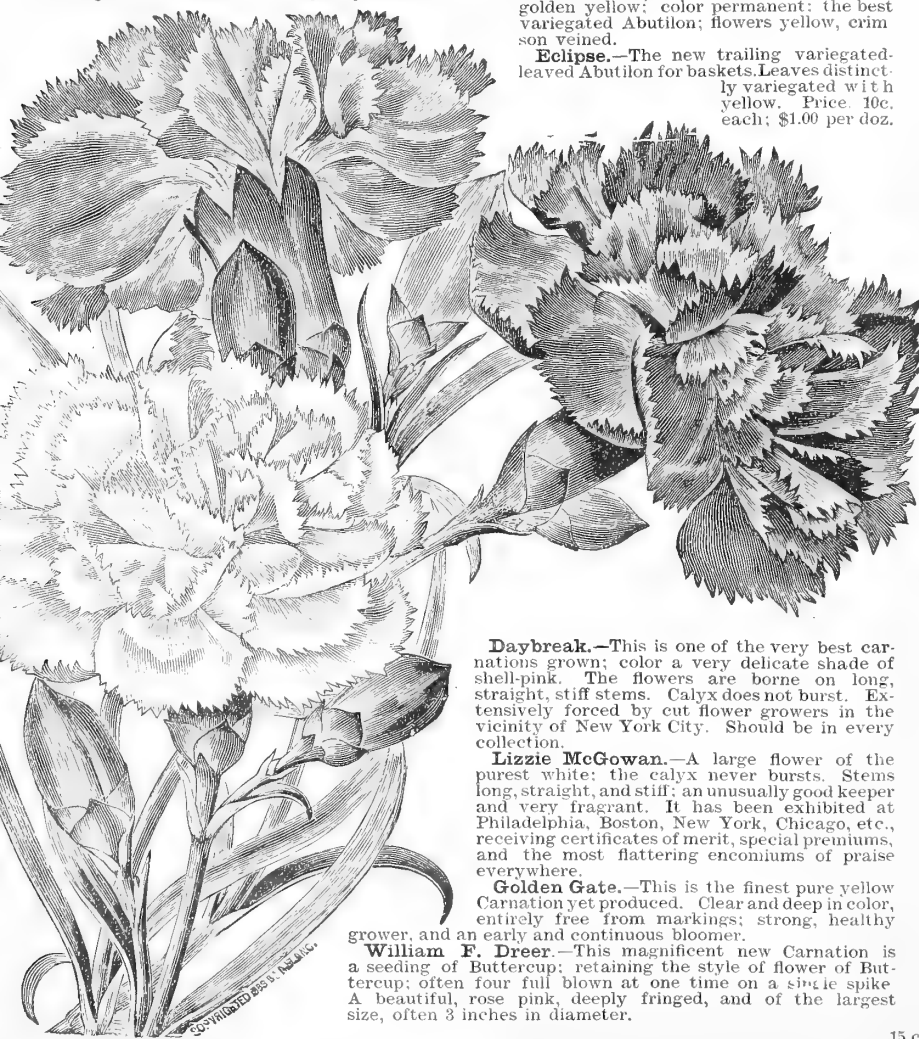 golden yellow; color permanent: the best
variegated Abutilon; flowers yellow, crim
son veined.
Eclipse.—The new trailing variegated-
leaved Abutilon for baskets. Leaves distinct-
ly variegated with
yellow. Price 10c.
each; $1.00 per doz.
Daybreak.—This is one of the very best car-
nations grown; color a very delicate shade of
shell-pink. The flowers are borne on long,
straight, stiff stems. Calyx does not burst. Ex-
tensively forced by cut flower growers in the
vicinity of New York City. Should be in every
collection.
Lizzie McGowan.—A large flower of the
purest white; the calyx never bursts. Stems
long, straight, and stiff; an unusually good keeper
and very fragrant. It has been exhibited at
Philadelphia, Boston, New York, Chicago, etc.,
receiving certificates of merit, special premiums,
and the most flattering encomiums of praise
everywhere.
Golden Gate.—This is the finest pure yellow
Carnation yet produced. Clear and deep in color,
entirely free from markings; strong, healthy
grower, and an early and continuous bloomer.
William F. Dreer.—This magnificent new Carnation is
a seeding of Buttercup; retaining the style of flower of But-
tercup; often four full blown at one time on a single spike
A beautiful, rose pink, deeply fringed, and of the largest
size, often 3 inches in diameter.
15 c